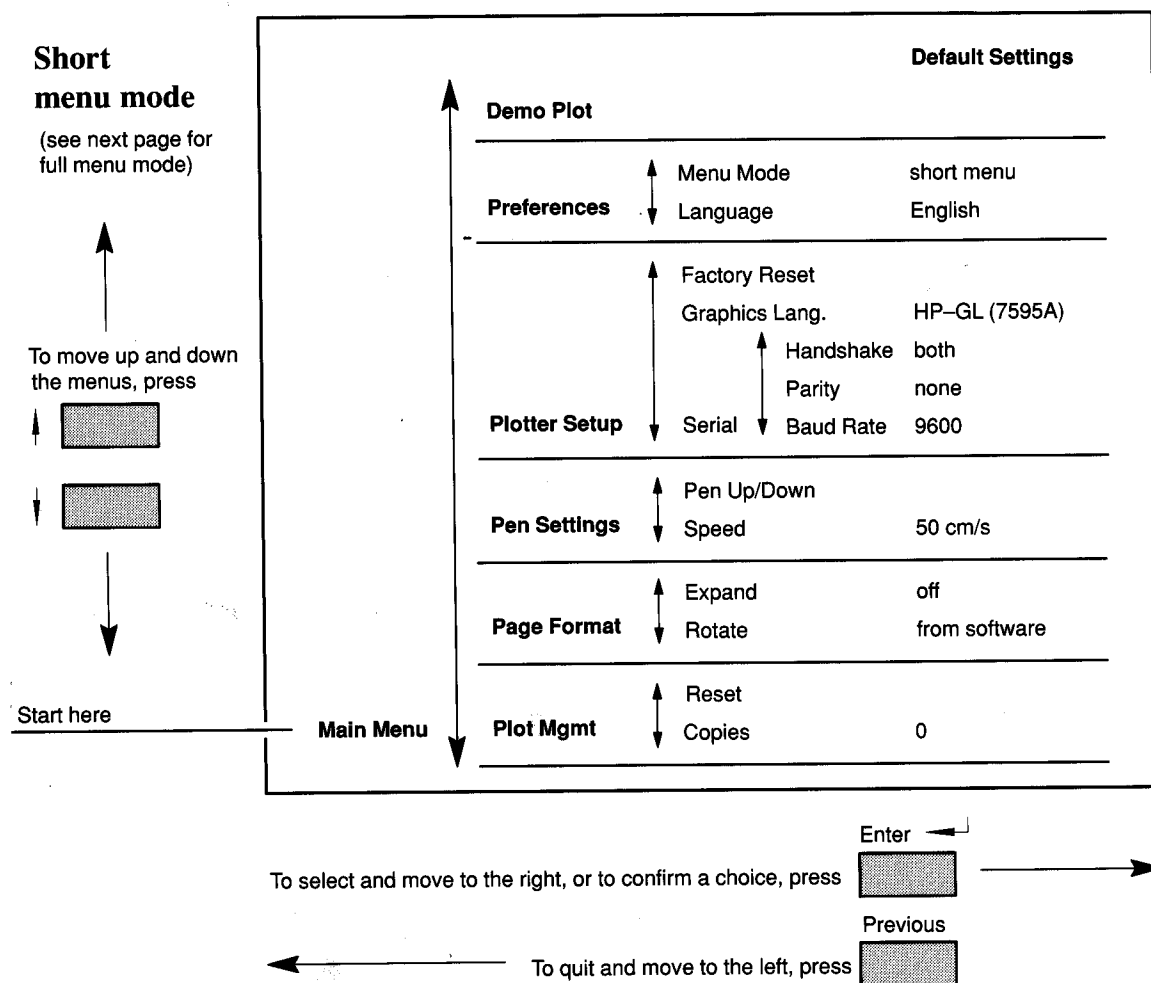 Short
menu mode
(see next page for
full menu mode)
To move up and down
the menus, press
Start here
Main Menu
Default Settings
Demo Plot
Preferences
Menu Mode short menu
Language English
Plotter Setup
Factory Reset
Graphics Lang. HP–GL (7595A)
Serial
Handshake both
Parity none
Baud Rate 9600
Pen Settings
Pen Up/Down
Speed 50 cm/s
Page Format
Expand off
Rotate from software
Plot Mgmt
Reset
Copies 0
Enter
To select and move to the right, or to confirm a choice, press
Previous
To quit and move to the left, press